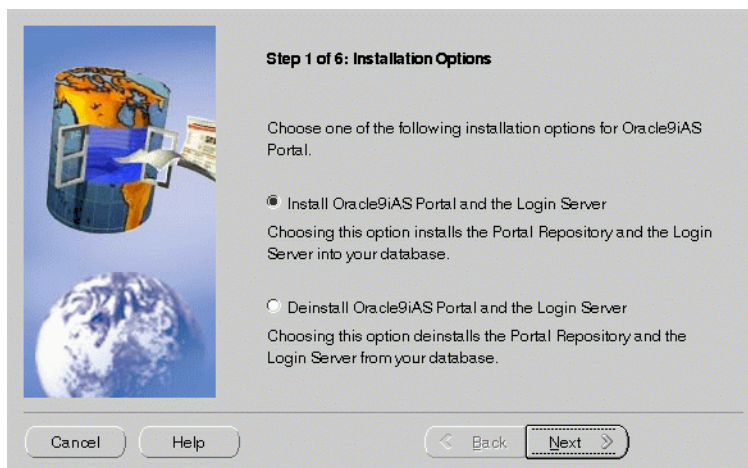 Step 1 of 6: Installation Options
Choose one of the following installation options for Oracle9iAS
Portal.
Install Oracle9iAS Portal and the Login Server
Choosing this option installs the Portal Repository and the Login
Server into your database.
Deinstall Oracle9iAS Portal and the Login Server
Choosing this option deinstalls the Portal Repository and the
Login Server from your database.
Cancel
Help
Back
Next